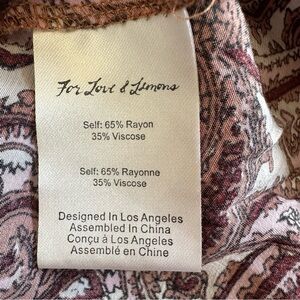 For Love & Lemons
Self: 65% Rayon
35% Viscose
Self: 65% Rayonne
35% Viscose
Designed In Los Angeles
Assembled In China
Conçu à Los Angeles
Assemblé en Chine